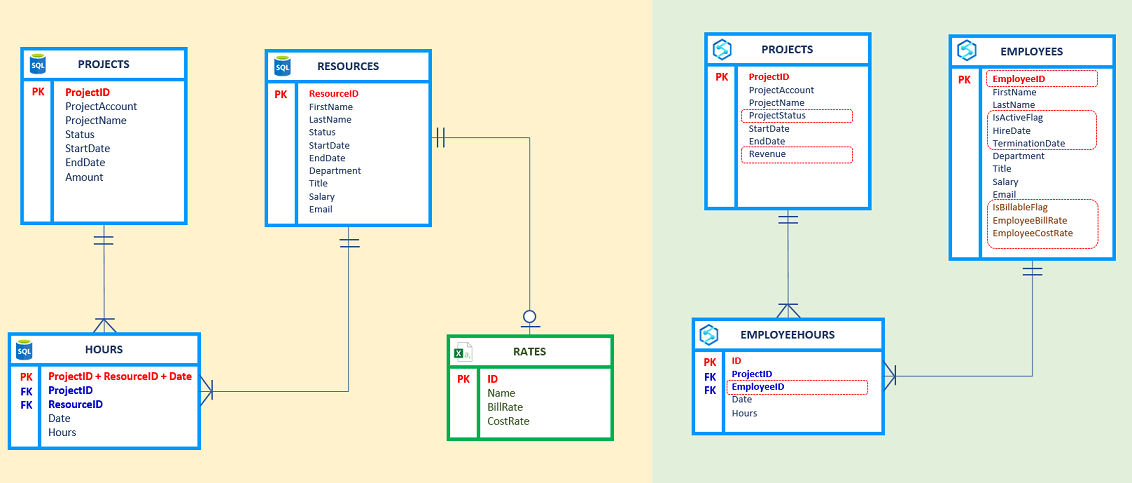 PROJECTS
PK ProjectID
ProjectAccount
ProjectName
Status
StartDate
EndDate
Amount
RESOURCES
PK ResourceID
FirstName
LastName
Status
StartDate
EndDate
Department
Title
Salary
Email
HOURS
PK ProjectID + ResourceID + Date
FK ProjectID
FK ResourceID
Date
Hours
RATES
PK ID
Name
BillRate
CostRate
PROJECTS
PK ProjectID
ProjectAccount
ProjectName
ProjectStatus
StartDate
EndDate
Revenue
EMPLOYEES
PK EmployeeID
FirstName
LastName
IsActiveFlag
HireDate
TerminationDate
Department
Title
Salary
Email
IsBillableFlag
EmployeeBillRate
EmployeeCostRate
EMPLOYEEHOURS
PK ID
FK ProjectID
FK EmployeeID
Date
Hours
SQL
SQL
SQL
X a,